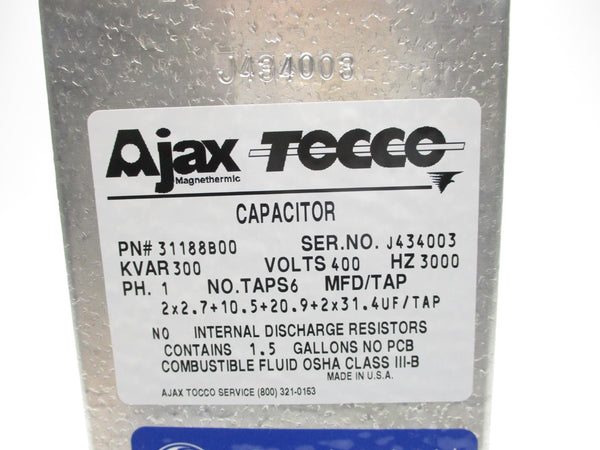 J434003
Ajax TOCCO
Magnethermic
CAPACITOR
PN# 31188B00 SER.NO. J434003
KVAR 300 VOLTS 400 HZ 3000
PH. 1 NO.TAPS 6 MFD/TAP
2x2.7+10.5+20.9+2x31.4UF/TAP
NO INTERNAL DISCHARGE RESISTORS
CONTAINS 1.5 GALLONS NO PCB
COMBUSTIBLE FLUID OSHA CLASS III-B
MADE IN U.S.A.
AJAX TOCCO SERVICE (800) 321-0153